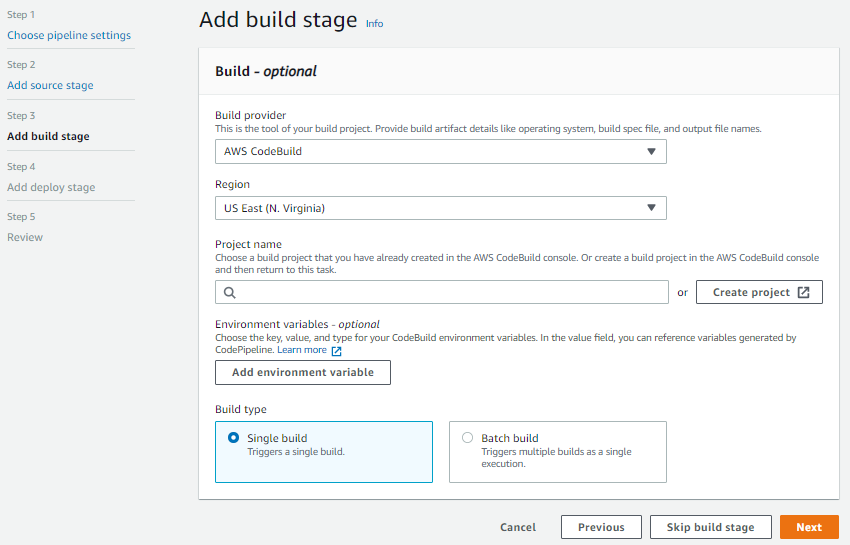 Step 1
Choose pipeline settings
Step 2
Add source stage
Step 3
Add build stage
Step 4
Add deploy stage
Step 5
Review
Add build stage Info
Build - optional
Build provider
This is the tool of your build project. Provide build artifact details like operating system, build spec file, and output file names.
AWS CodeBuild
Region
US East (N. Virginia)
Project name
Choose a build project that you have already created in the AWS CodeBuild console. Or create a build project in the AWS CodeBuild console
and then return to this task.
or Create project
Environment variables - optional
Choose the key, value, and type for your CodeBuild environment variables. In the value field, you can reference variables generated by
CodePipeline. Learn more
Add environment variable
Build type
Single build
Triggers a single build.
Batch build
Triggers multiple builds as a single
execution.
Cancel Previous Skip build stage Next